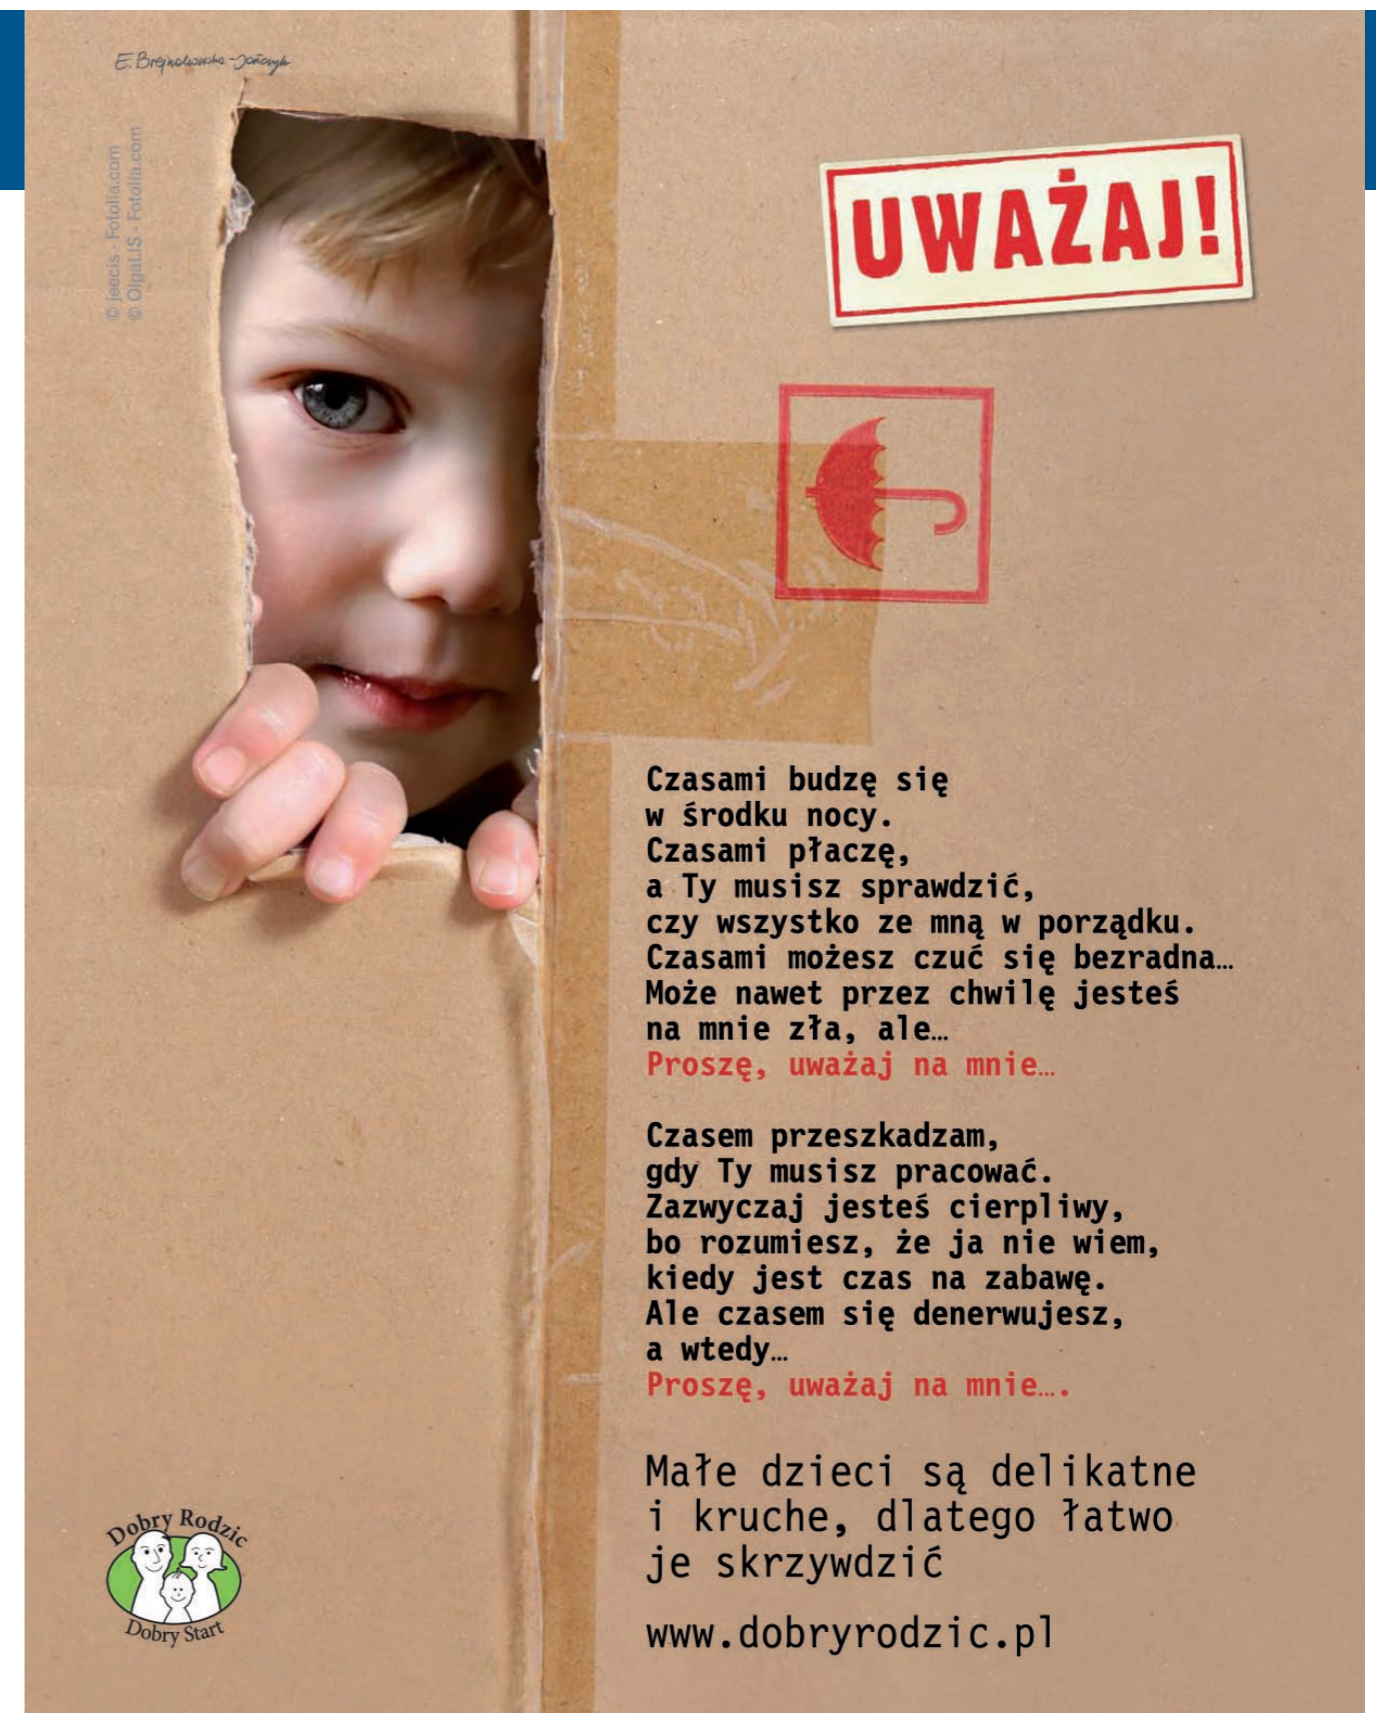 E. Brejnakowska-Jończyk
© jeecis - Fotolia.com
© OlgaLIS - Fotolia.com
UWAŻAJ!
Czasami budzę się
w środku nocy.
Czasami płaczę,
a Ty musisz sprawdzić,
czy wszystko ze mną w porządku.
Czasami możesz czuć się bezradna…
Może nawet przez chwilę jesteś
na mnie zła, ale…
Proszę, uważaj na mnie…
Czasem przeszkadzam,
gdy Ty musisz pracować.
Zazwyczaj jesteś cierpliwy,
bo rozumiesz, że ja nie wiem,
kiedy jest czas na zabawę.
Ale czasem się denerwujesz,
a wtedy…
Proszę, uważaj na mnie….
Małe dzieci są delikatne
i kruche, dlatego łatwo
je skrzywdzić
www.dobryrodzic.pl
Dobry Rodzic
Dobry Start